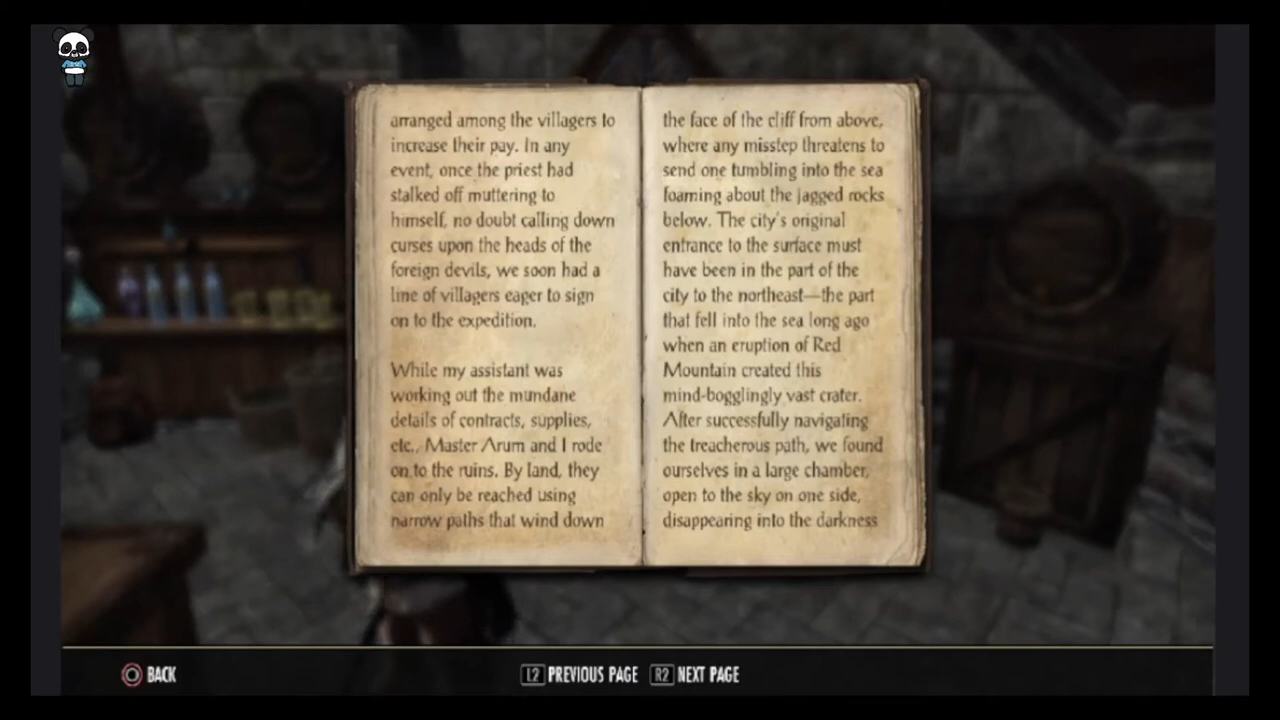 arranged among the villagers to
increase their pay. In any
event, once the priest had
stalked off muttering to
himself, no doubt calling down
curses upon the heads of the
foreign devils, we soon had a
line of villagers eager to sign
on to the expedition.
While my assistant was
working out the mundane
details of contracts, supplies,
etc., Master Arum and I rode
on to the ruins. By land, they
can only be reached using
narrow paths that wind down
the face of the cliff from above,
where any misstep threatens to
send one tumbling into the sea
foaming about the jagged rocks
below. The city's original
entrance to the surface must
have been in the part of the
city to the northeast—the part
that fell into the sea long ago
when an eruption of Red
Mountain created this
mind-bogglingly vast crater.
After successfully navigating
the treacherous path, we found
ourselves in a large chamber,
open to the sky on one side,
disappearing into the darkness
BACK
L2 PREVIOUS PAGE R2 NEXT PAGE